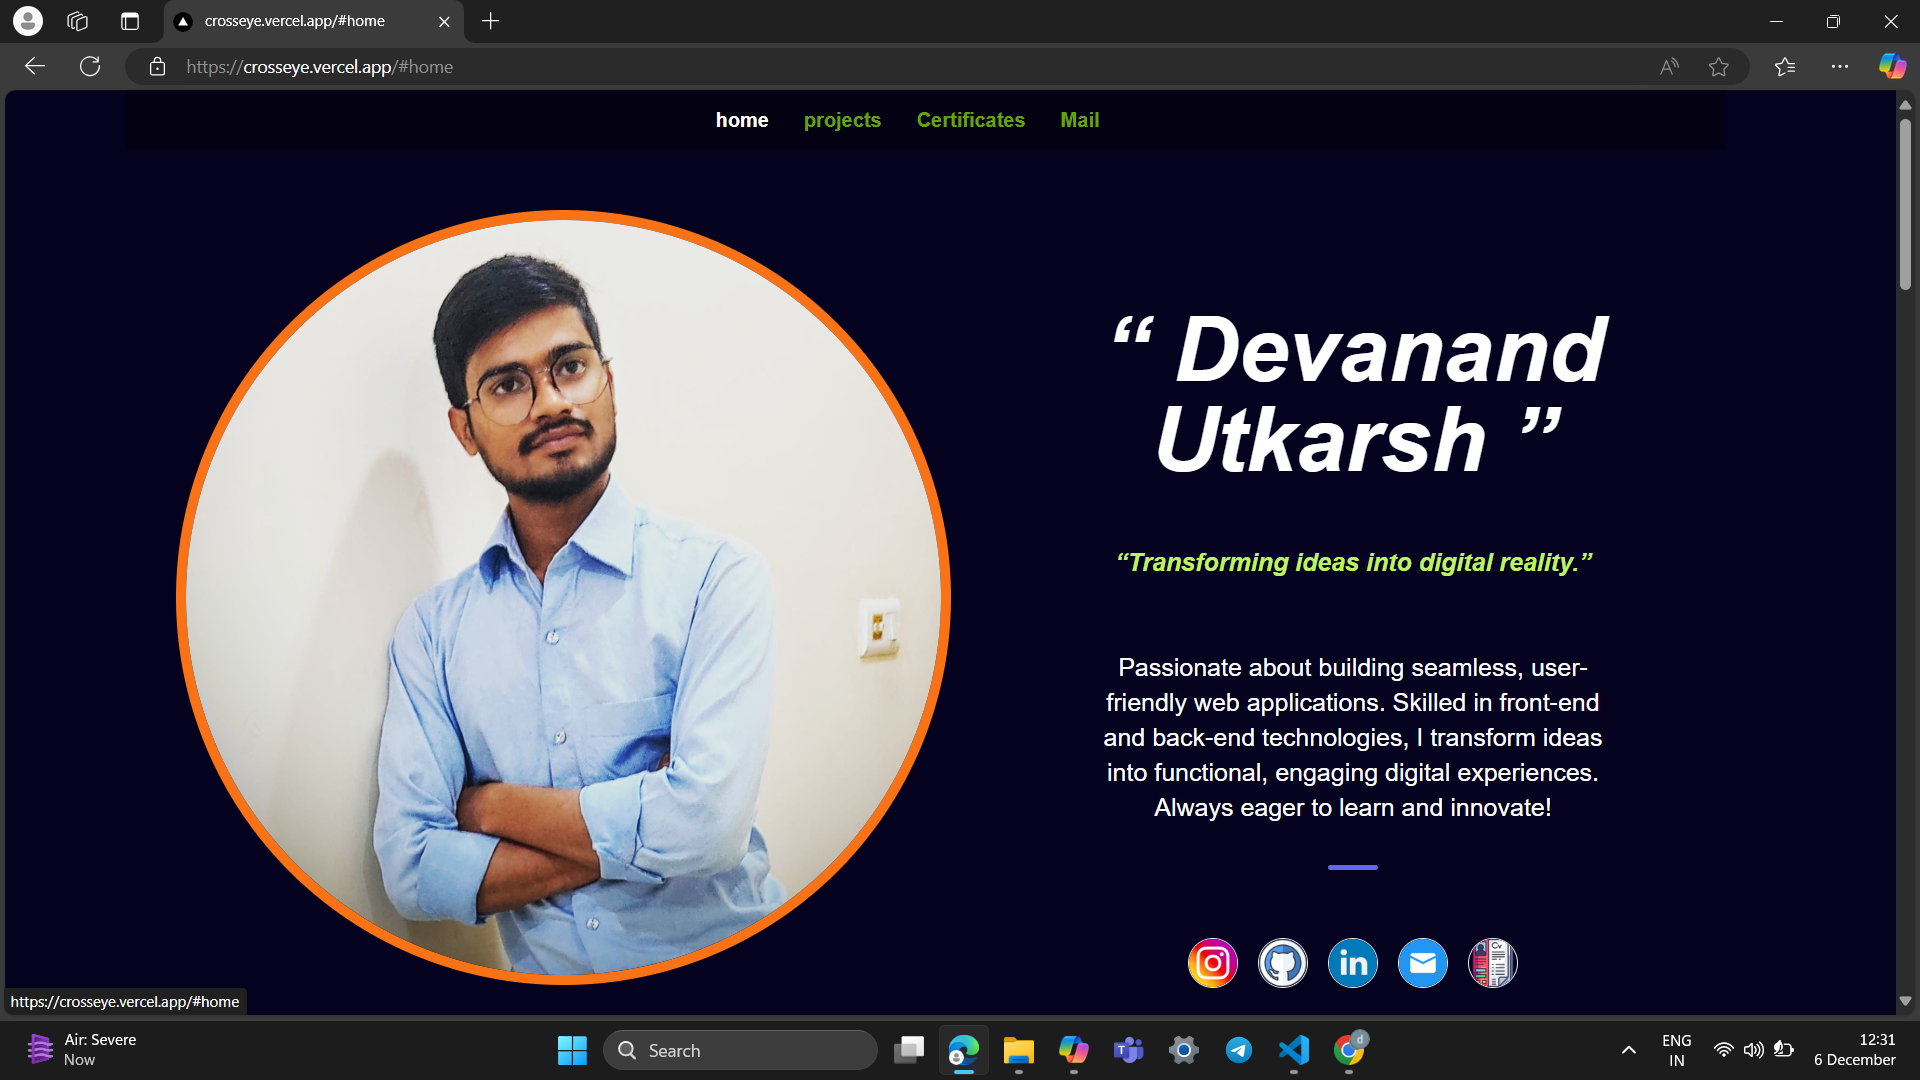 crosseye.vercel.app/#home
https://crosseye.vercel.app/#home
home projects Certificates Mail
“ Devanand
Utkarsh ”
“Transforming ideas into digital reality.”
Passionate about building seamless, user-
friendly web applications. Skilled in front-end
and back-end technologies, I transform ideas
into functional, engaging digital experiences.
Always eager to learn and innovate!
in
Cv
https://crosseye.vercel.app/#home
Air: Severe
Now
Search
T
d
ENG
IN
12:31
6 December